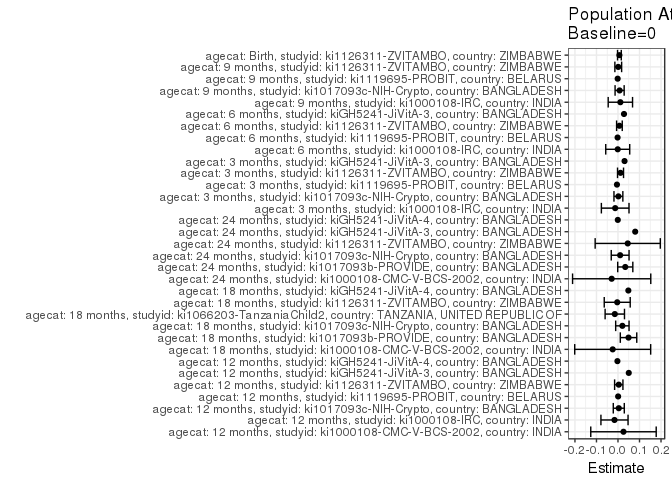 Population At
Baseline=0
agecat: Birth, studyid: ki1126311-ZVITAMBO, country: ZIMBABWE
agecat: 9 months, studyid: ki1126311-ZVITAMBO, country: ZIMBABWE
agecat: 9 months, studyid: ki1119695-PROBIT, country: BELARUS
agecat: 9 months, studyid: ki1017093c-NIH-Crypto, country: BANGLADESH
agecat: 9 months, studyid: ki1000108-IRC, country: INDIA
agecat: 6 months, studyid: kiGH5241-JiVitA-3, country: BANGLADESH
agecat: 6 months, studyid: ki1126311-ZVITAMBO, country: ZIMBABWE
agecat: 6 months, studyid: ki1119695-PROBIT, country: BELARUS
agecat: 6 months, studyid: ki1000108-IRC, country: INDIA
agecat: 3 months, studyid: kiGH5241-JiVitA-3, country: BANGLADESH
agecat: 3 months, studyid: ki1126311-ZVITAMBO, country: ZIMBABWE
agecat: 3 months, studyid: ki1119695-PROBIT, country: BELARUS
agecat: 3 months, studyid: ki1017093c-NIH-Crypto, country: BANGLADESH
agecat: 3 months, studyid: ki1000108-IRC, country: INDIA
agecat: 24 months, studyid: kiGH5241-JiVitA-4, country: BANGLADESH
agecat: 24 months, studyid: kiGH5241-JiVitA-3, country: BANGLADESH
agecat: 24 months, studyid: ki1126311-ZVITAMBO, country: ZIMBABWE
agecat: 24 months, studyid: ki1017093c-NIH-Crypto, country: BANGLADESH
agecat: 24 months, studyid: ki1017093b-PROVIDE, country: BANGLADESH
agecat: 24 months, studyid: ki1000108-CMC-V-BCS-2002, country: INDIA
agecat: 18 months, studyid: kiGH5241-JiVitA-4, country: BANGLADESH
agecat: 18 months, studyid: ki1126311-ZVITAMBO, country: ZIMBABWE
agecat: 18 months, studyid: ki1066203-TanzaniaChild2, country: TANZANIA, UNITED REPUBLIC OF
agecat: 18 months, studyid: ki1017093c-NIH-Crypto, country: BANGLADESH
agecat: 18 months, studyid: ki1017093b-PROVIDE, country: BANGLADESH
agecat: 18 months, studyid: ki1000108-CMC-V-BCS-2002, country: INDIA
agecat: 12 months, studyid: kiGH5241-JiVitA-4, country: BANGLADESH
agecat: 12 months, studyid: kiGH5241-JiVitA-3, country: BANGLADESH
agecat: 12 months, studyid: ki1126311-ZVITAMBO, country: ZIMBABWE
agecat: 12 months, studyid: ki1119695-PROBIT, country: BELARUS
agecat: 12 months, studyid: ki1017093c-NIH-Crypto, country: BANGLADESH
agecat: 12 months, studyid: ki1000108-IRC, country: INDIA
agecat: 12 months, studyid: ki1000108-CMC-V-BCS-2002, country: INDIA
-0.2 -0.1 0.0 0.1 0.2
Estimate